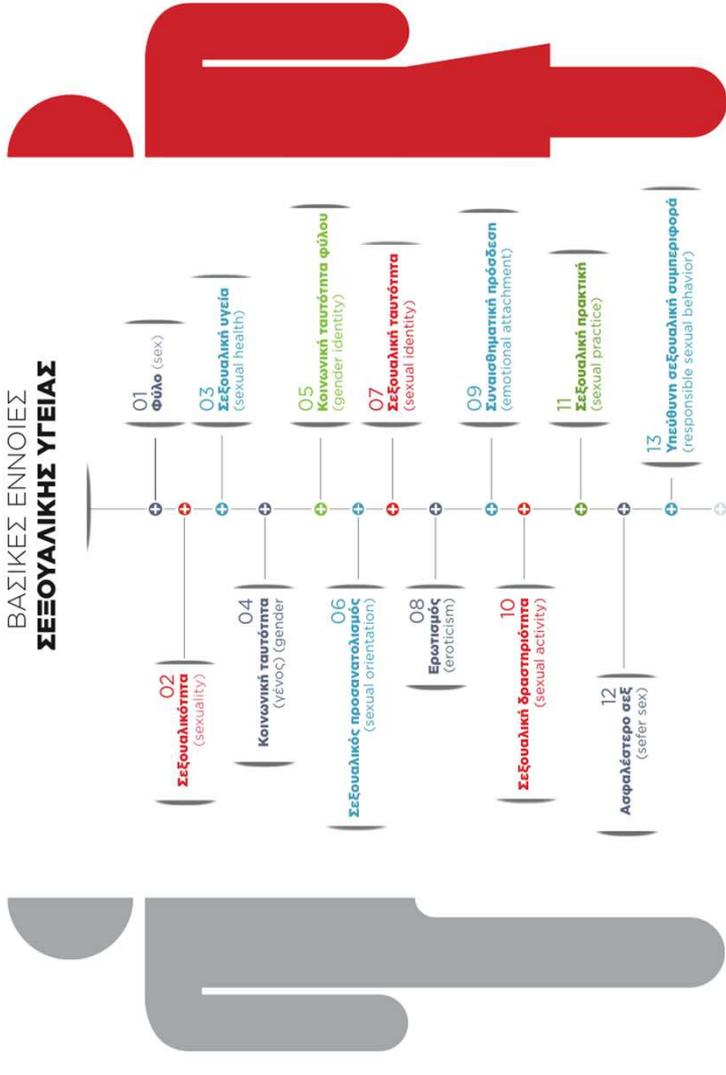 ΒΑΣΙΚΕΣ ΕΝΝΟΙΕΣ
ΣΕΞΟΥΑΛΙΚΗΣ ΥΓΕΙΑΣ
01
Φύλο (sex)
02
Σεξουαλικότητα
(sexuality)
03
Σεξουαλική υγεία
(sexual health)
04
Κοινωνική ταυτότητα
(γένος) (gender
05
Κοινωνική ταυτότητα φύλου
(gender identity)
06
Σεξουαλικός προσανατολισμός
(sexual orientation)
07
Σεξουαλική ταυτότητα
(sexual identity)
08
Ερωτισμός
(eroticism)
09
Συναισθηματική πρόσδεση
(emotional attachment)
10
Σεξουαλική δραστηριότητα
(sexual activity)
11
Σεξουαλική πρακτική
(sexual practice)
12
Ασφαλέστερο σεξ
(sefer sex)
13
Υπεύθυνη σεξουαλική συμπεριφορά
(responsible sexual behavior)